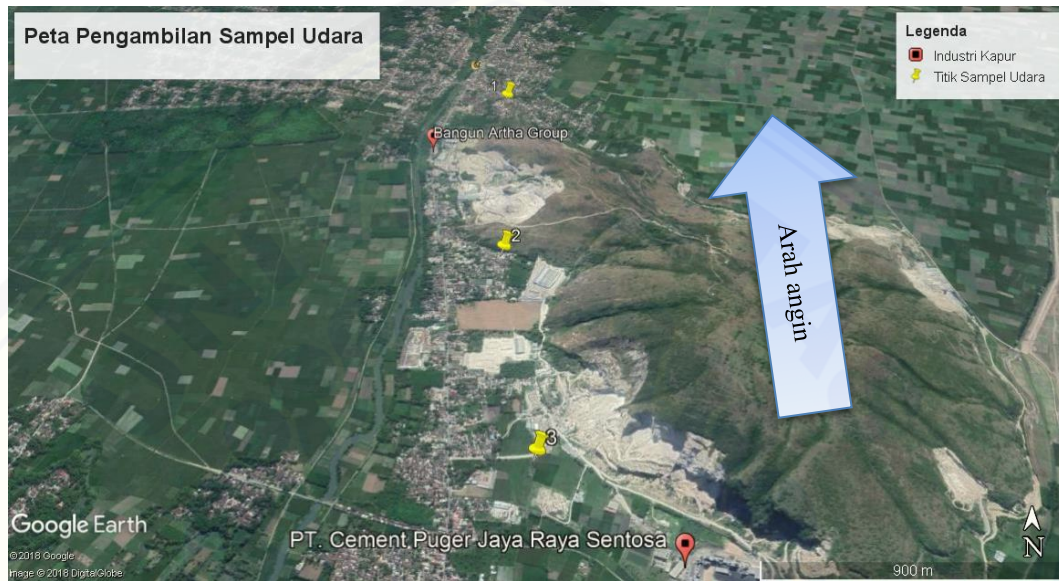 Peta Pengambilan Sampel Udara
Legenda
Industri Kapur
Titik Sampel Udara
1
Bangun Artha Group
2
Arah angin
3
PT. Cement Puger Jaya Raya Sentosa
Google Earth
©2018 Google
Image © 2018 DigitalGlobe
N
900 m